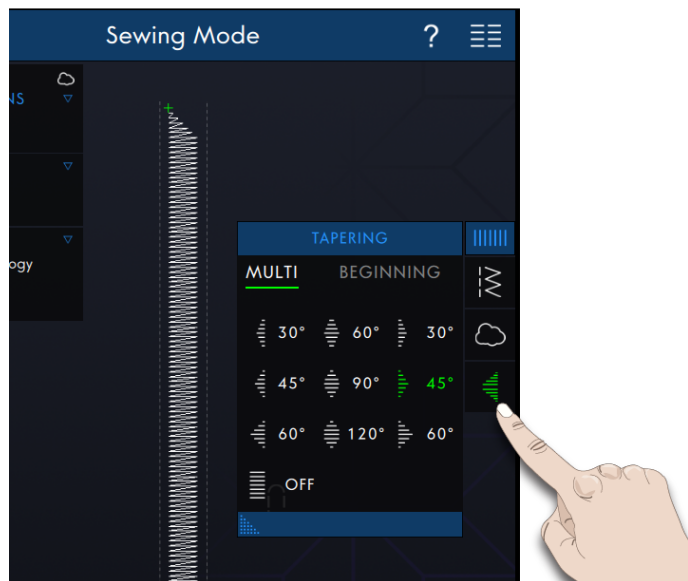 Sewing Mode ?
NS
ogy
TAPERING
MULTI BEGINNING
30° 60° 30°
45° 90° 45°
60° 120° 60°
OFF